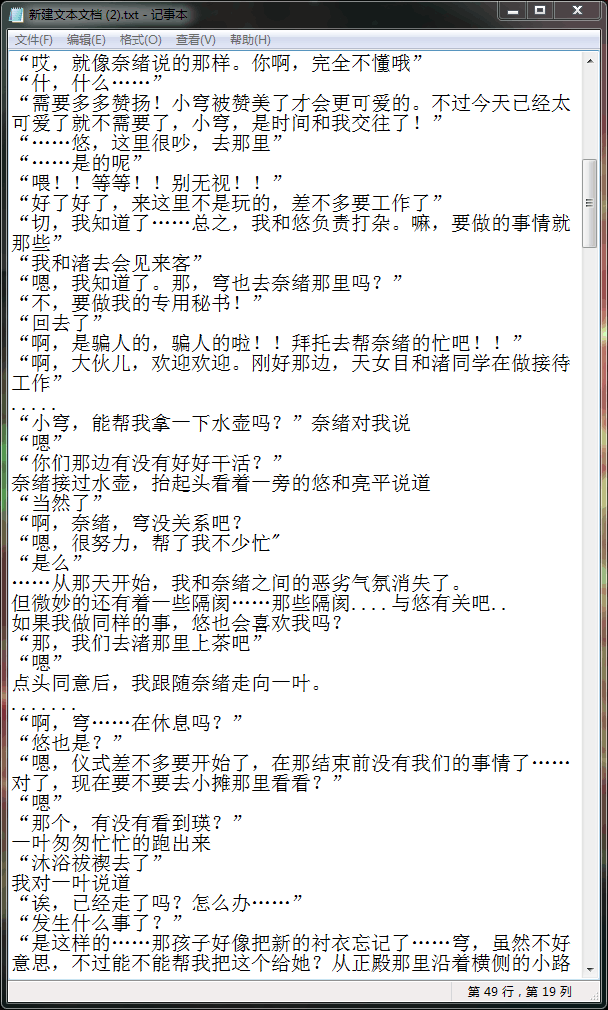 新建文本文档 (2).txt - 记事本
文件(F) 编辑(E) 格式(O) 查看(V) 帮助(H)
“哎，就像奈绪说的那样。你啊，完全不懂哦”
“什，什么……”
“需要多多赞扬！小穹被赞美了才会更可爱的。不过今天已经太
可爱了就不需要了，小穹，是时间和我交往了！”
“……悠，这里很吵，去那里”
“……是的呢”
“喂！！等等！！别无视！！”
“好了好了，来这里不是玩的，差不多要工作了”
“切，我知道了……总之，我和悠负责打杂。嘛，要做的事情就
那些”
“我和渚去会见来客”
“嗯，我知道了。那，穹也去奈绪那里吗？”
“不，要做我的专用秘书！”
“回去了”
“啊，是骗人的，骗人的啦！！拜托去帮奈绪的忙吧！！”
“啊，大伙儿，欢迎欢迎。刚好那边，天女目和渚同学在做接待
工作”
.....
“小穹，能帮我拿一下水壶吗？”奈绪对我说
“嗯”
“你们那边有没有好好干活？”
奈绪接过水壶，抬起头看着一旁的悠和亮平说道
“当然了”
“啊，奈绪，穹没关系吧？
“嗯，很努力，帮了我不少忙"
“是么”
……从那天开始，我和奈绪之间的恶劣气氛消失了。
但微妙的还有着一些隔阂……那些隔阂....与悠有关吧..
如果我做同样的事，悠也会喜欢我吗？
“那，我们去渚那里上茶吧”
“嗯”
点头同意后，我跟随奈绪走向一叶。
.......
“啊，穹……在休息吗？”
“悠也是？”
“嗯，仪式差不多要开始了，在那结束前没有我们的事情了……
对了，现在要不要去小摊那里看看？”
“嗯”
“那个，有没有看到瑛？”
一叶匆匆忙忙的跑出来
“沐浴祓禊去了”
我对一叶说道
“诶，已经走了吗？怎么办……”
“发生什么事了？”
“是这样的……那孩子好像把新的衬衣忘记了……穹，虽然不好
意思，不过能不能帮我把这个给她？从正殿那里沿着横侧的小路
第 49 行，第 19 列